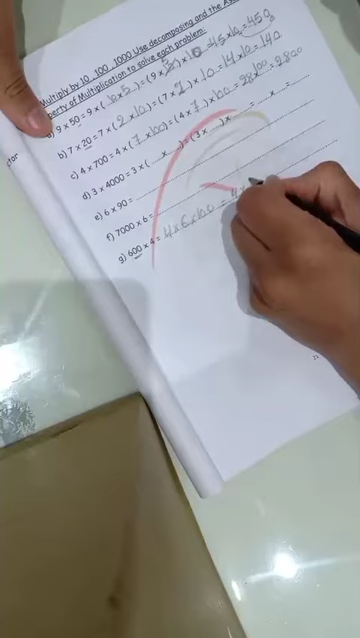 Multiply by 10, 100, 1000 Use decomposing and the
perty of Multiplication to solve each problem:
a) 9 x 50 = 9 x ( 10 x 5 ) = (9 x 5) x 10 = 45 x 10 = 450
b) 7 x 20 = 7 x ( 2 x 10 ) = (7 x 2) x 10 = 14 x 10 = 140
c) 4 x 700 = 4 x ( 7 x 100 ) = (4 x 7 ) x 100 = 28 x 100 = 2800
d) 3 x 4000 = 3 x ( x ) = (3 x ) x = x =
e) 6 x 90 =
f) 7000 x 6 =
g) 600 x 4 = 4 x 6 x 100 = 4 x